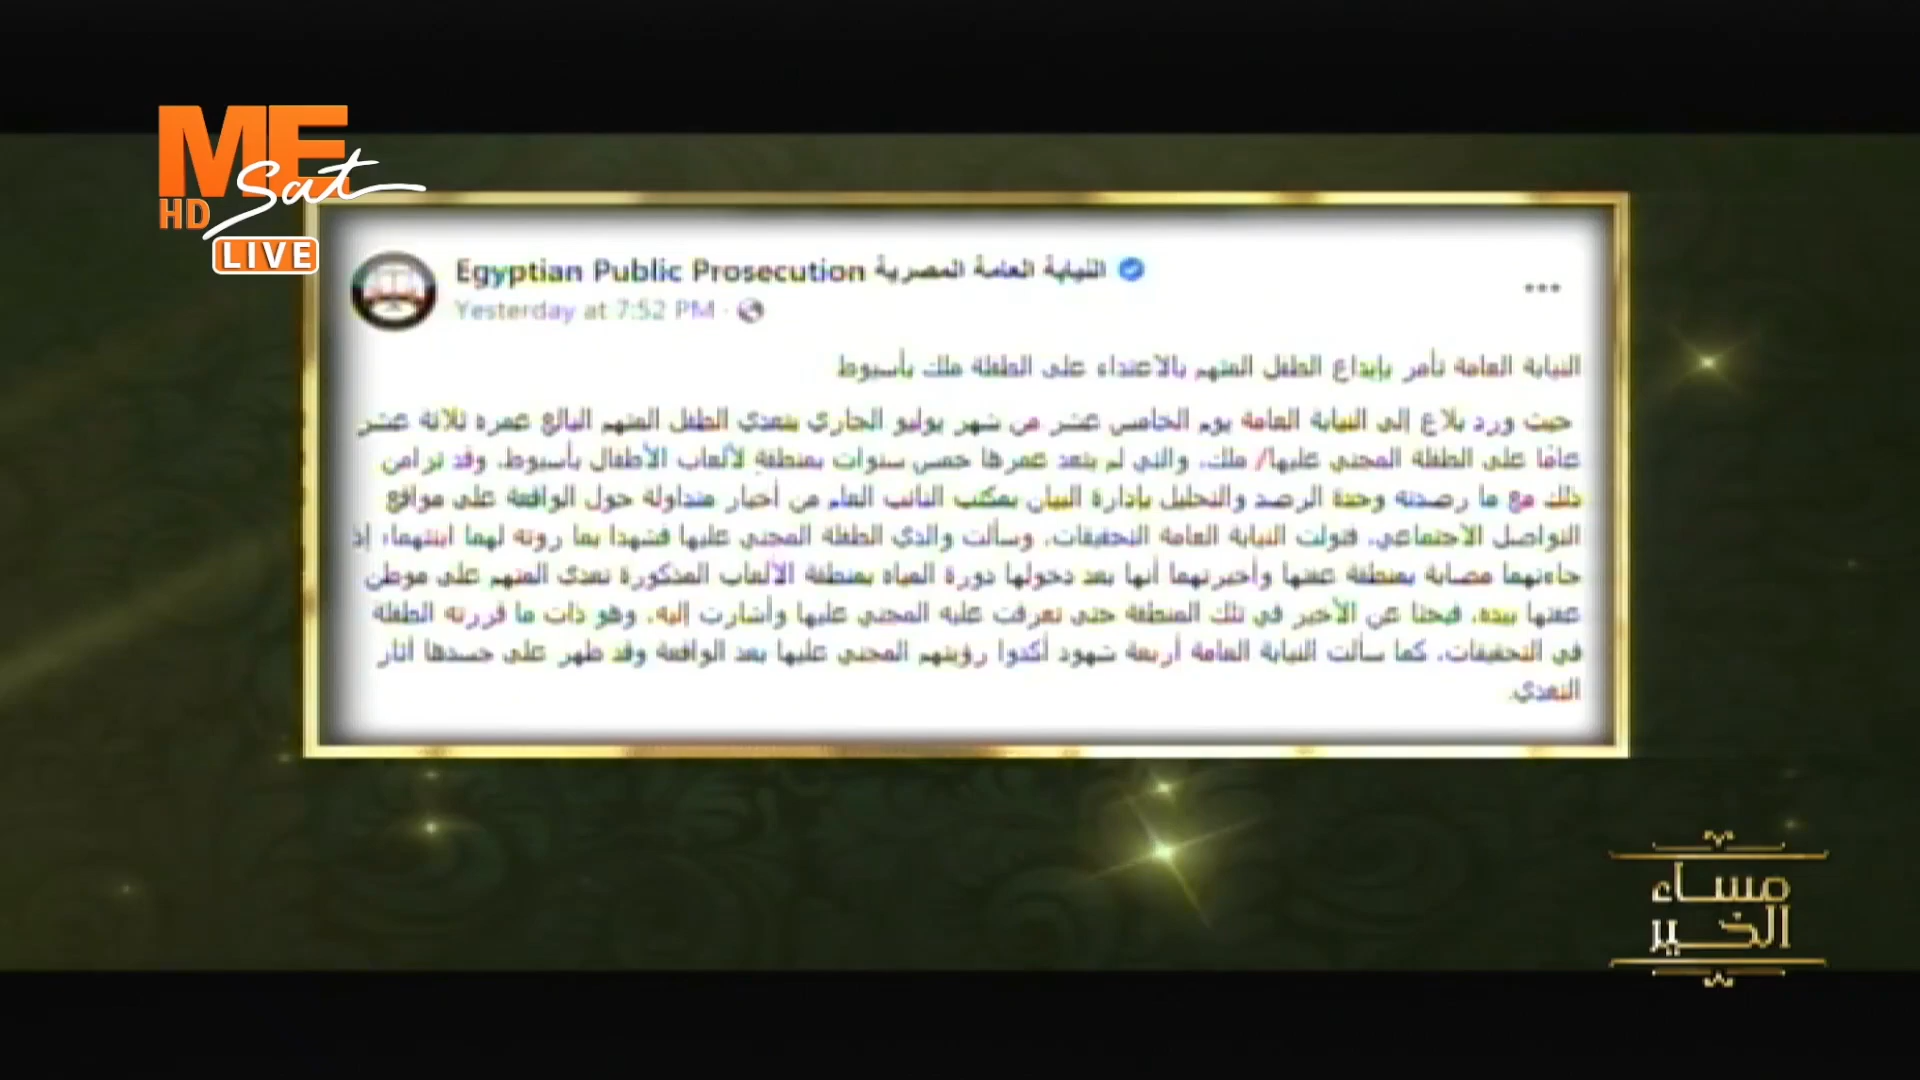 ME
Sat
HD
LIVE
Egyptian Public Prosecution النيابة العامة المصرية
Yesterday at 7:52 PM ·
النيابة العامة تأمر بإيداع الطفل المتهم بالاعتداء على الطفلة ملك بأسيوط
حيث ورد بلاغ إلى النيابة العامة يوم الخامس عشر من شهر يوليو الجاري بتعدي الطفل المتهم البالغ عمره ثلاثة عشر
عامًا على الطفلة المجني عليها/ ملك، والتي لم يتعد عمرها خمس سنوات بمنطقةٍ لألعاب الأطفال بأسيوط، وقد تزامن
ذلك مع ما رصدته وحدة الرصد والتحليل بإدارة البيان بمكتب النائب العام من أخبار متداولة حول الواقعة على مواقع
التواصل الاجتماعي، فتولت النيابة العامة التحقيقات، وسألت والدي الطفلة المجني عليها فشهدا بما روته لهما ابنتهما؛ إذ
جاءتهما مصابة بمنطقة عفتها وأخبرتهما أنها بعد دخولها دورة المياه بمنطقة الألعاب المذكورة تعدى المتهم على موطن
عفتها بيده، فبحثا عن الأخير في تلك المنطقة حتى تعرفت عليه المجني عليها وأشارت إليه، وهو ذات ما قررته الطفلة
في التحقيقات، كما سألت النيابة العامة أربعة شهود أكدوا رؤيتهم المجني عليها بعد الواقعة وقد ظهر على جسدها آثار
التعدي.
مساء
الخير